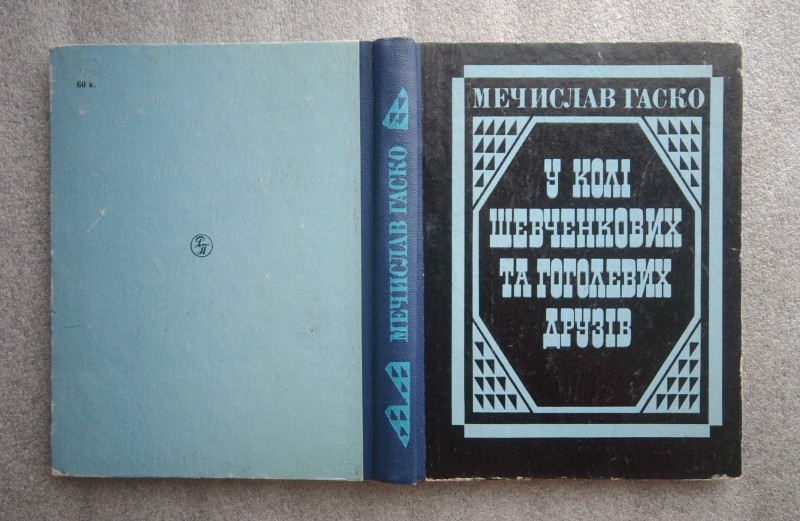 60 к.
МЕЧИСЛАВ ГАСКО
МЕЧИСЛАВ ГАСКО
У КОЛІ
ШЕВЧЕНКОВИХ
ТА ГОГОЛЕВИХ
ДРУЗІВ